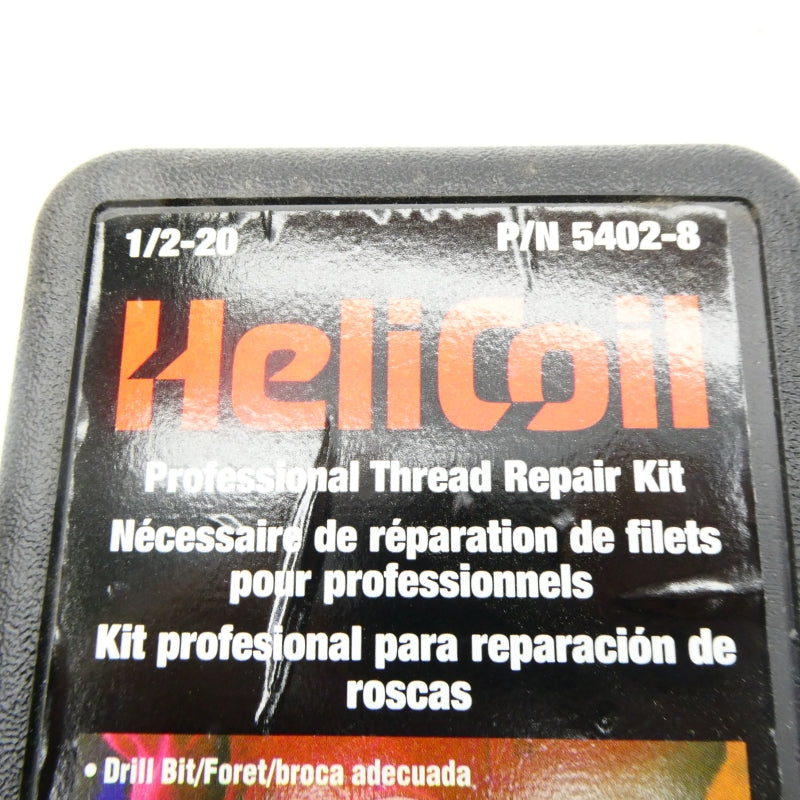 1/2-20 P/N 5402-8
HeliCoil
Professional Thread Repair Kit
Nécessaire de réparation de filets
pour professionnels
Kit profesional para reparación de
roscas
• Drill Bit/Foret/broca adecuada